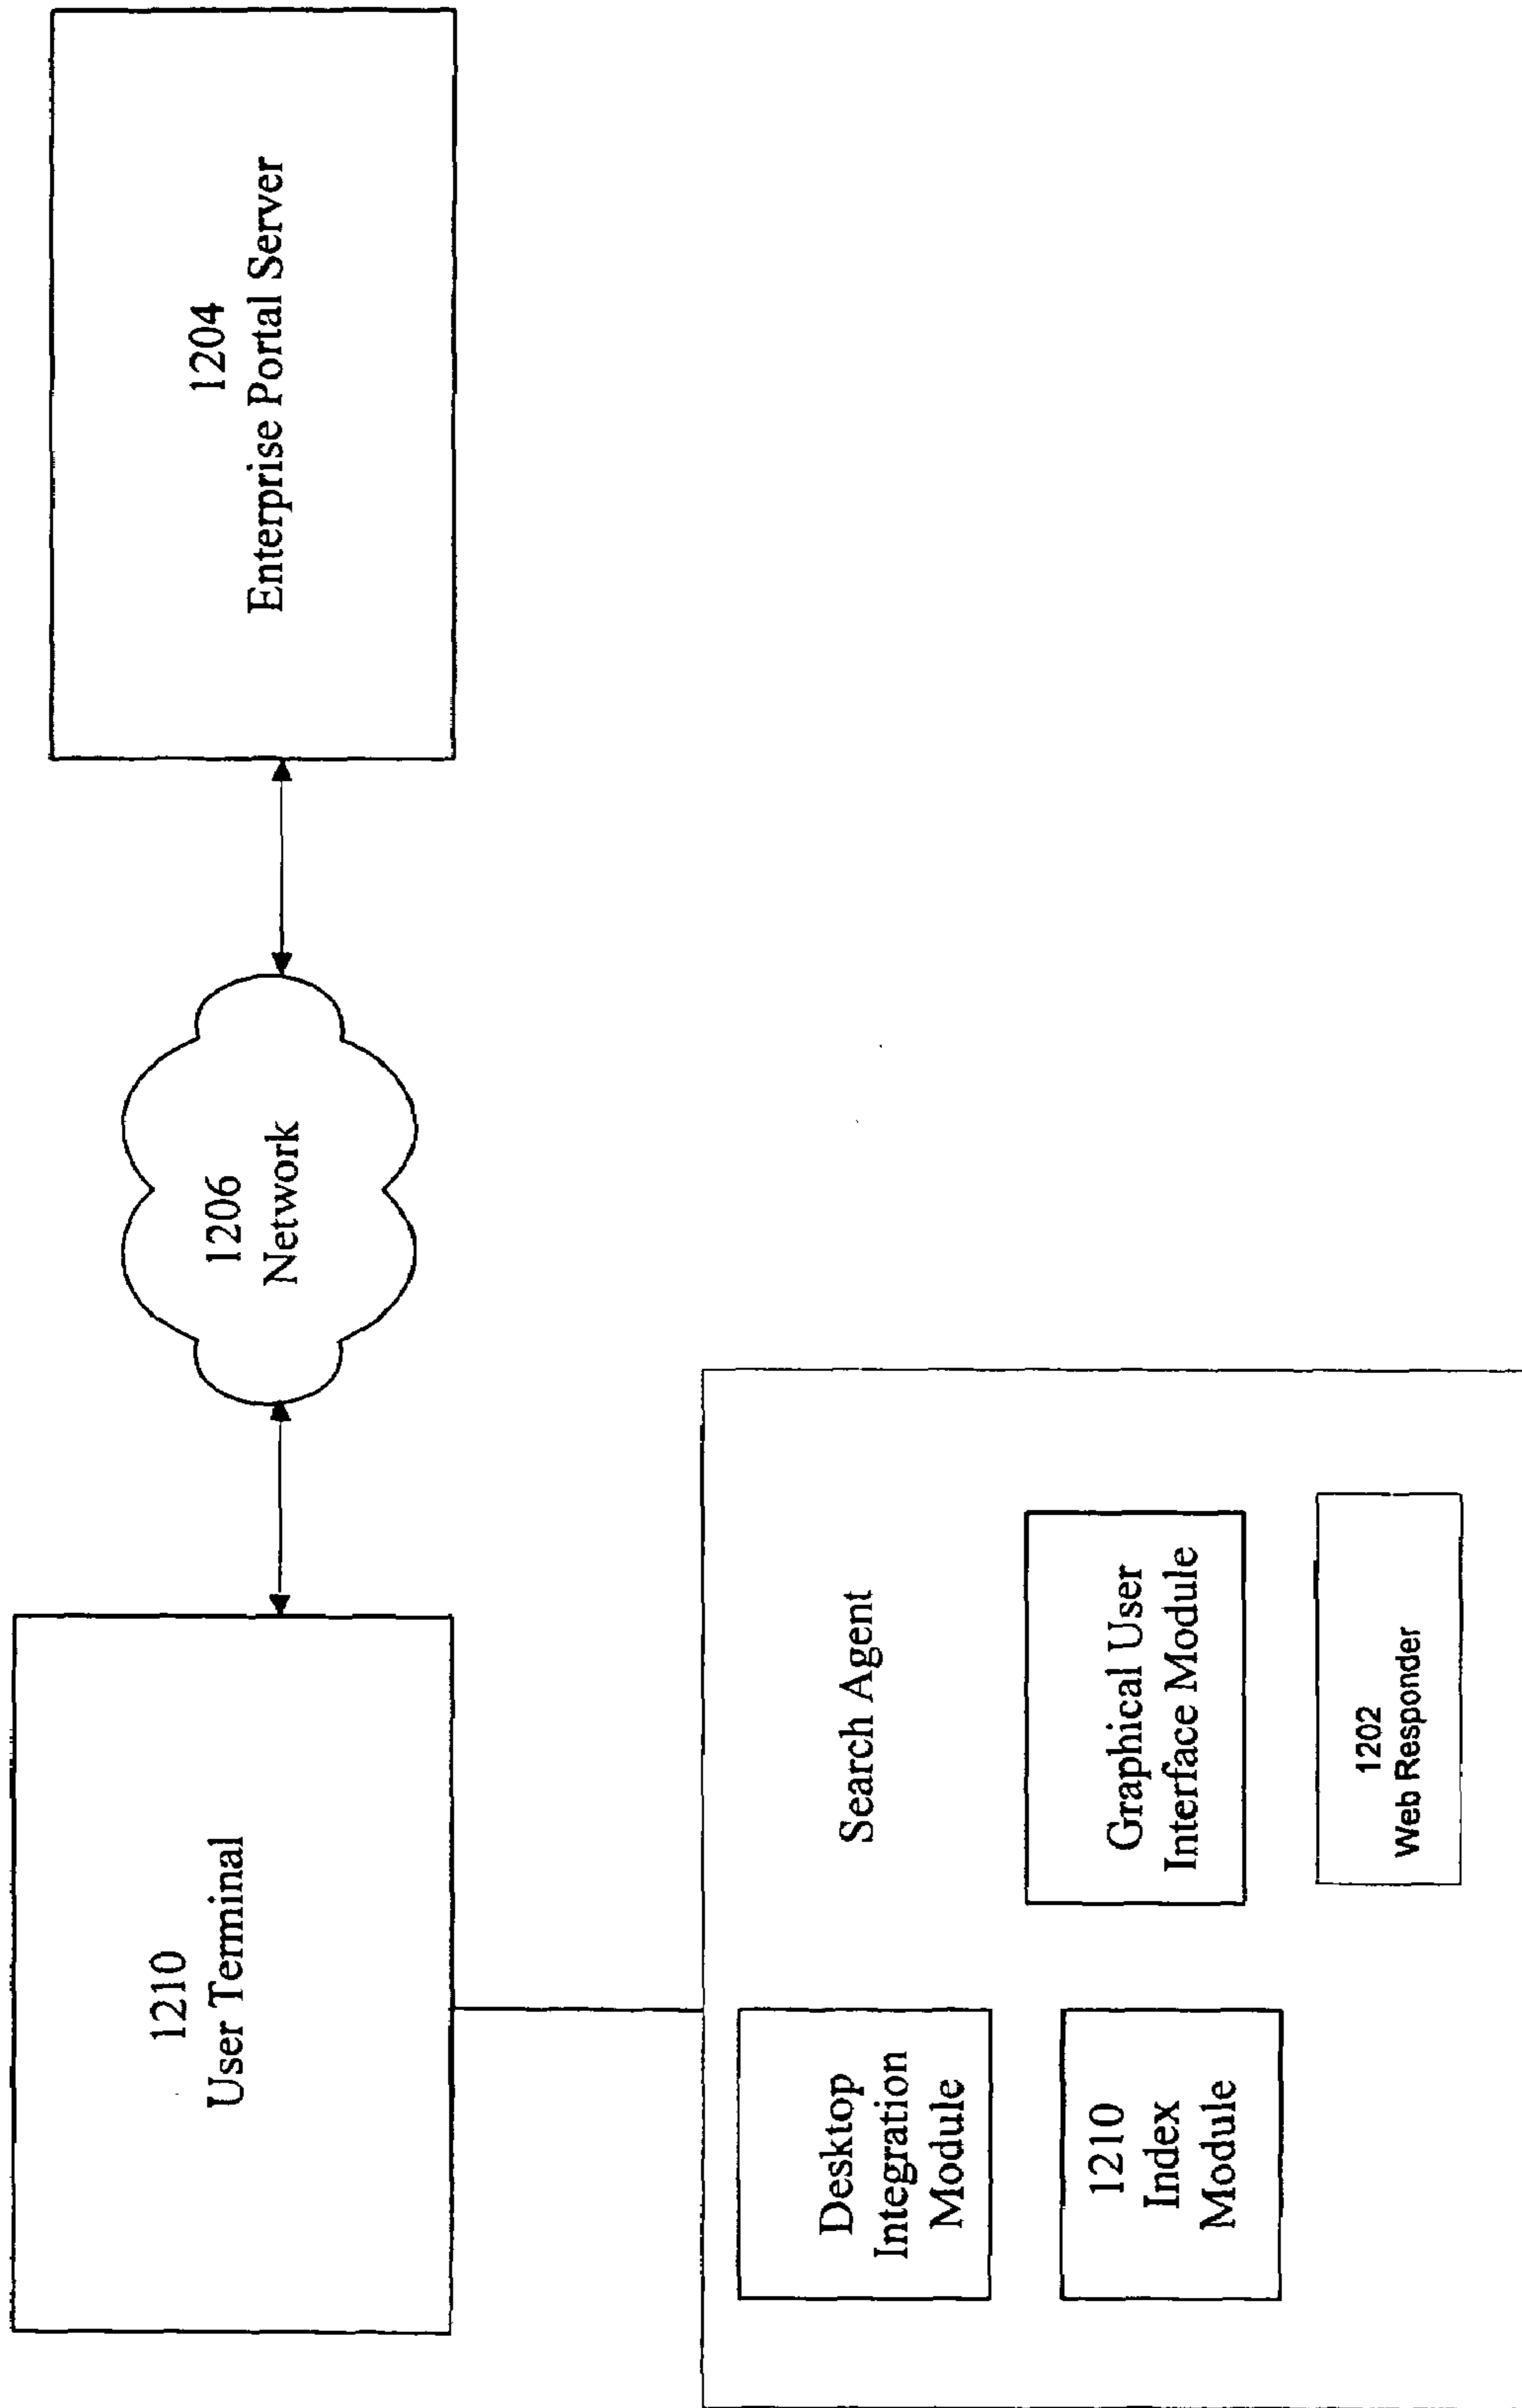 1210
User Terminal
1206
Network
1204
Enterprise Portal Server
Search Agent
Desktop
Integration
Module
Graphical User
Interface Module
1210
Index
Module
1202
Web Responder